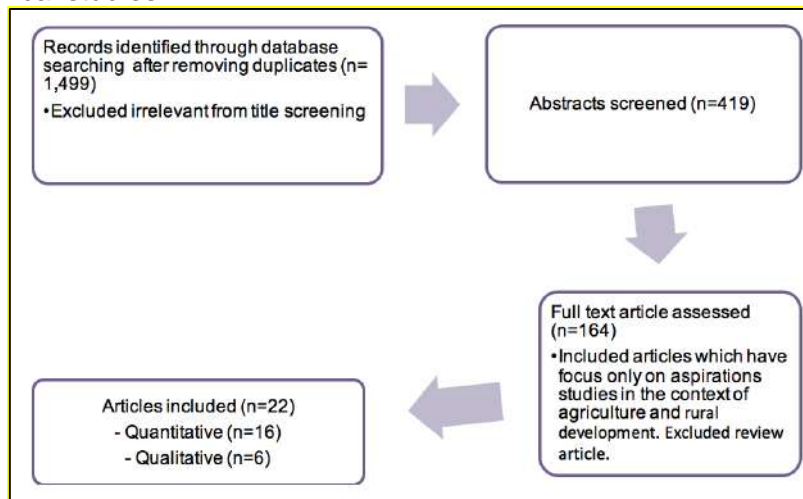 Records identified through database
searching after removing duplicates (n=
1,499)
•Excluded irrelevant from title screening
Abstracts screened (n=419)
Full text article assessed
(n=164)
•Included articles which have
focus only on aspirations
studies in the context of
agriculture and rural
development. Excluded review
article.
Articles included (n=22)
- Quantitative (n=16)
- Qualitative (n=6)